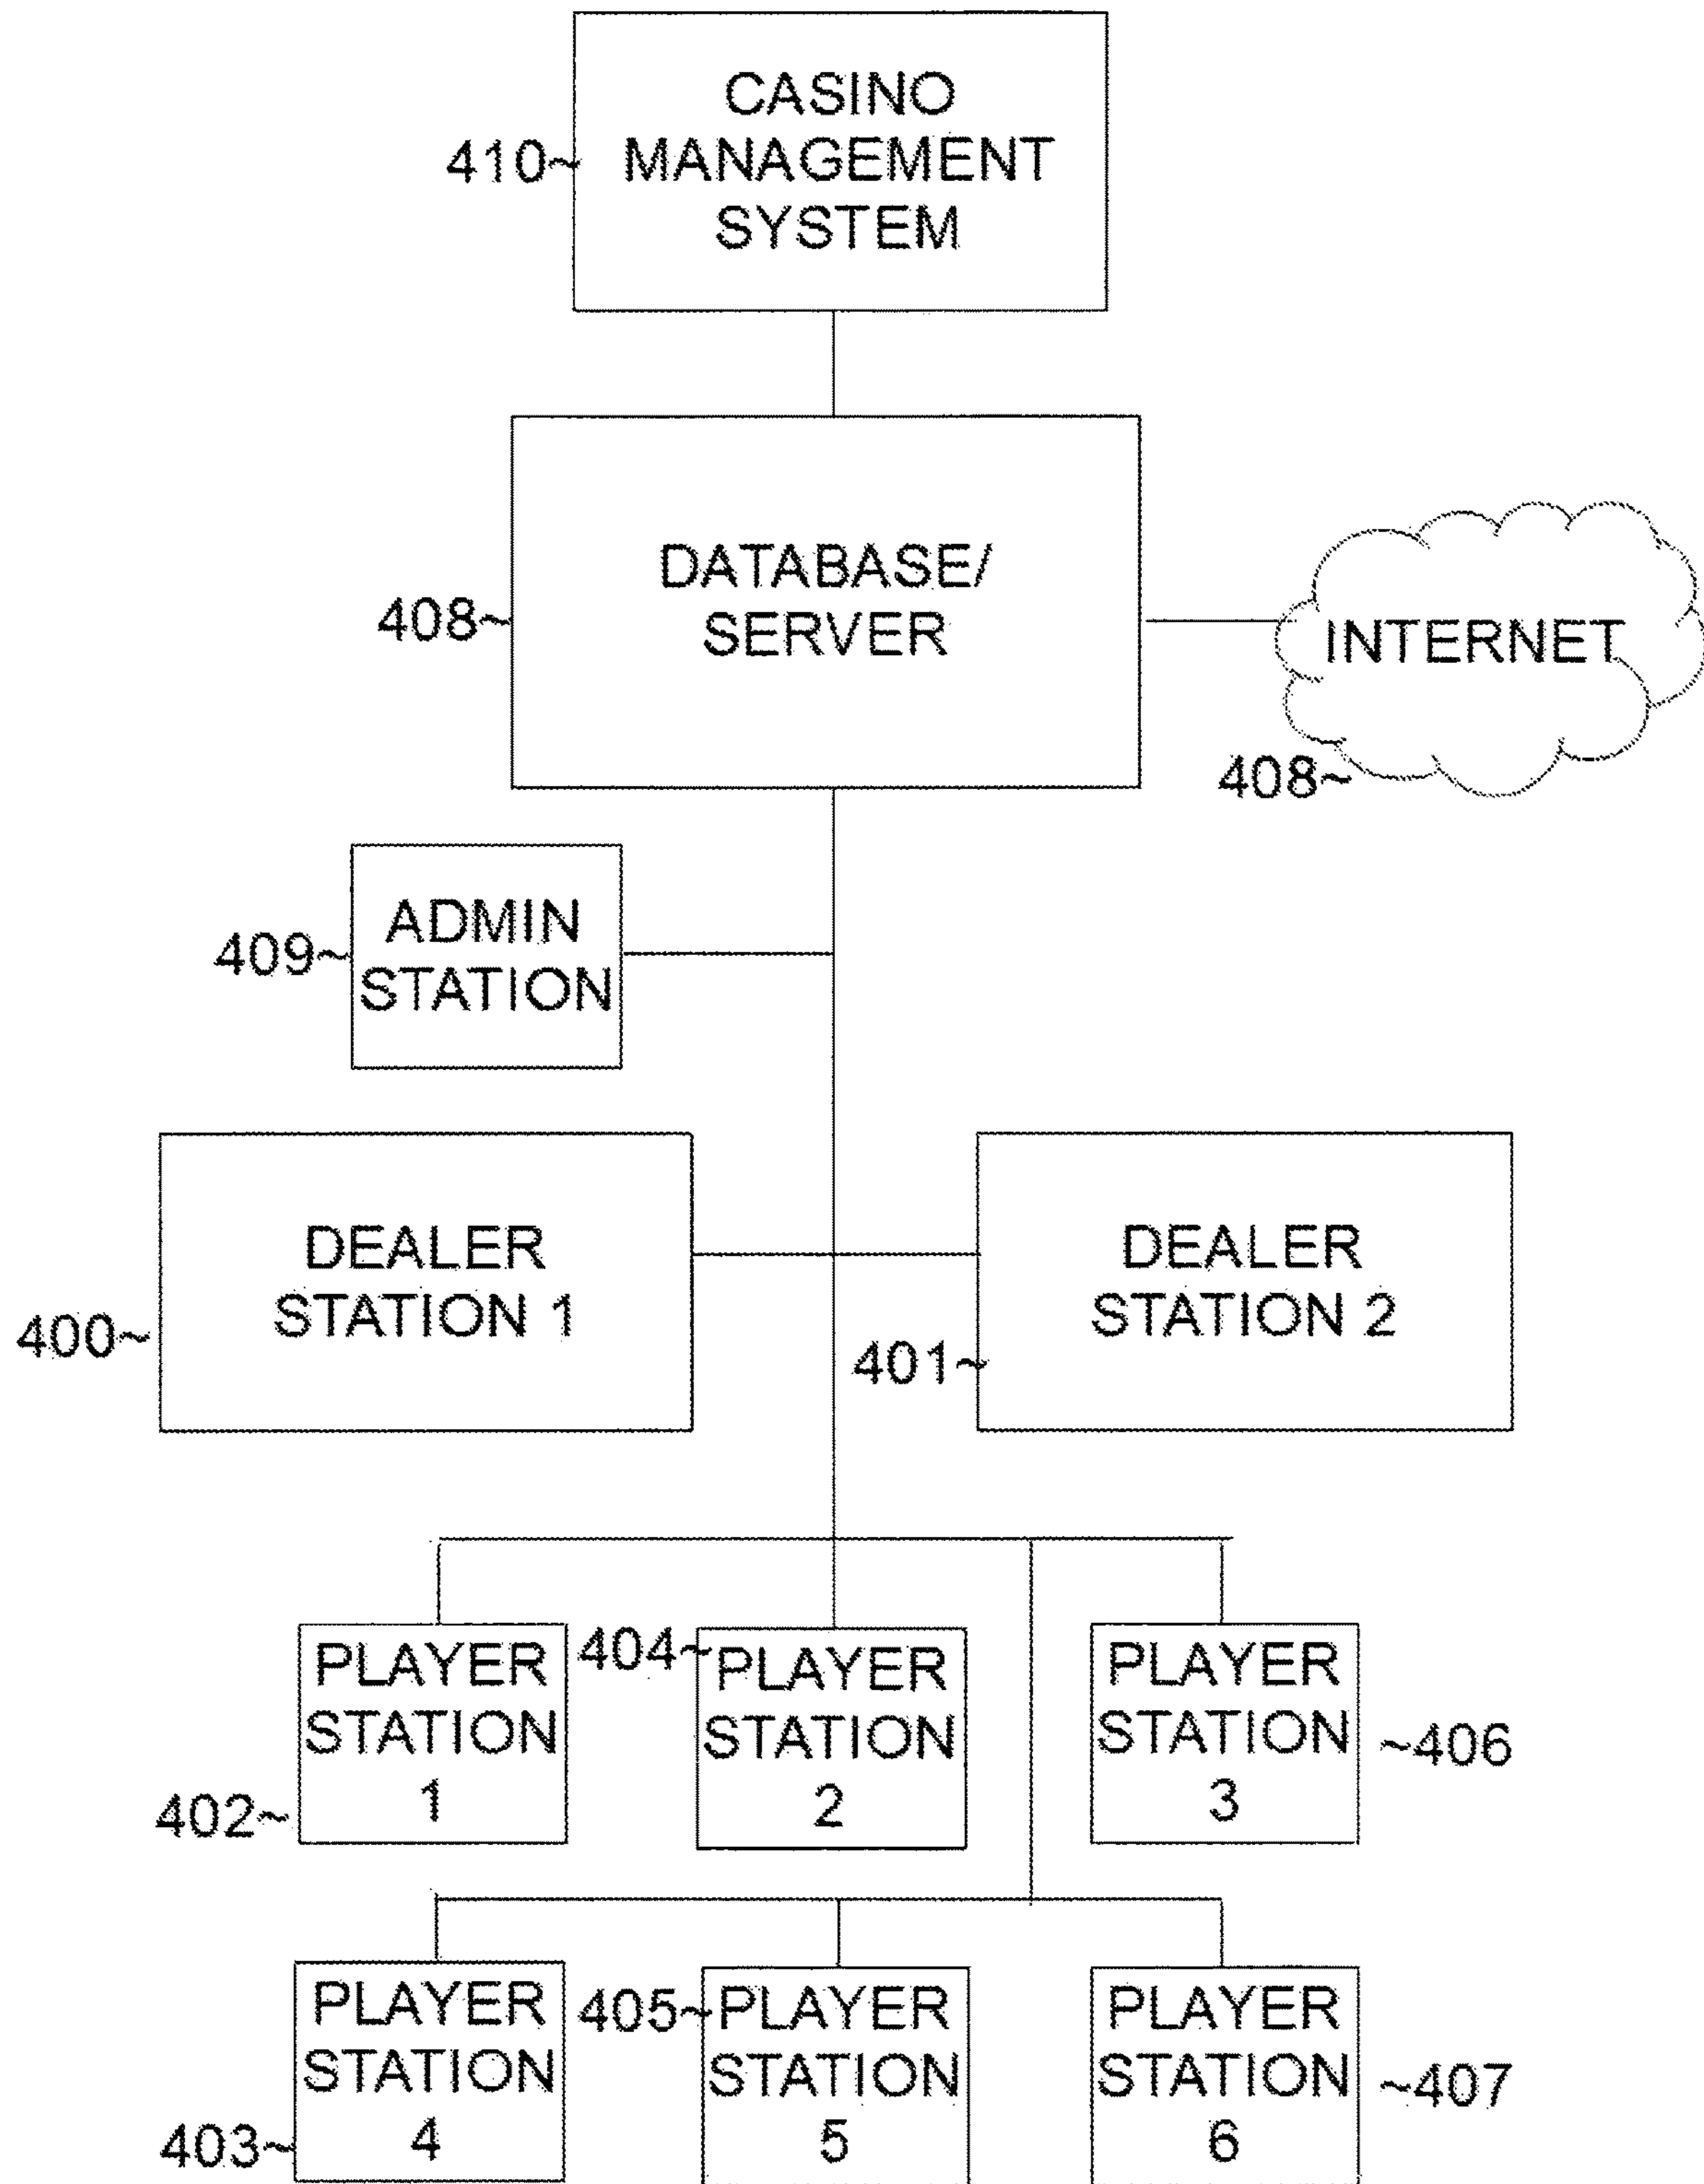 CASINO
410~ MANAGEMENT
SYSTEM
DATABASE/
408~ SERVER
INTERNET
408~
ADMIN
409~
STATION
DEALER
STATION 1
400~
DEALER
STATION 2
401~
PLAYER
STATION
1
402~
404~ PLAYER
STATION
2
PLAYER
STATION
3
~406
PLAYER
STATION
4
403~
405~ PLAYER
STATION
5
PLAYER
STATION
6
~407